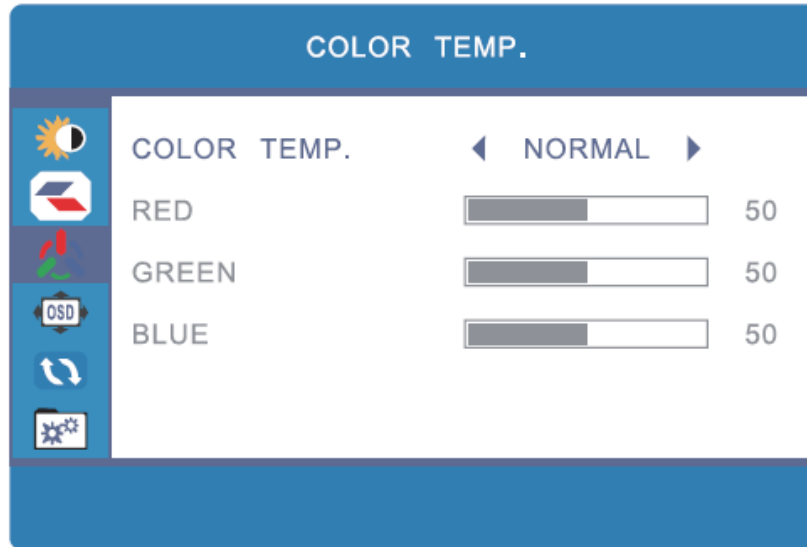 COLOR TEMP.
COLOR TEMP. NORMAL
RED 50
GREEN 50
OSD
BLUE 50